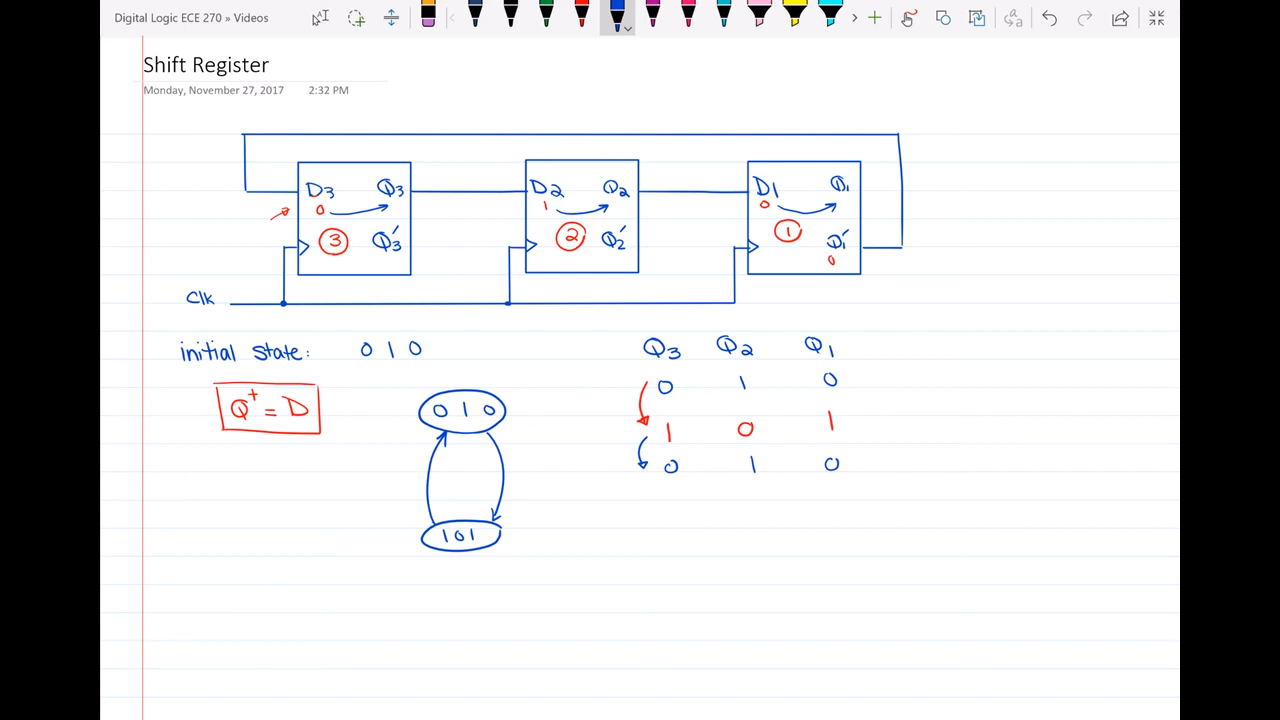 Digital Logic ECE 270 » Videos
Shift Register
Monday, November 27, 2017 2:32 PM
D3 Q3 D2 Q2 D1 Q1
0 1 0
3 Q3' 2 Q2' 1 Q1'
0
Clk
initial state: 0 1 0
Q3 Q2 Q1
0 1 0
Q+ = D
0 1 0
1 0 1
0 1 0
1 0 1